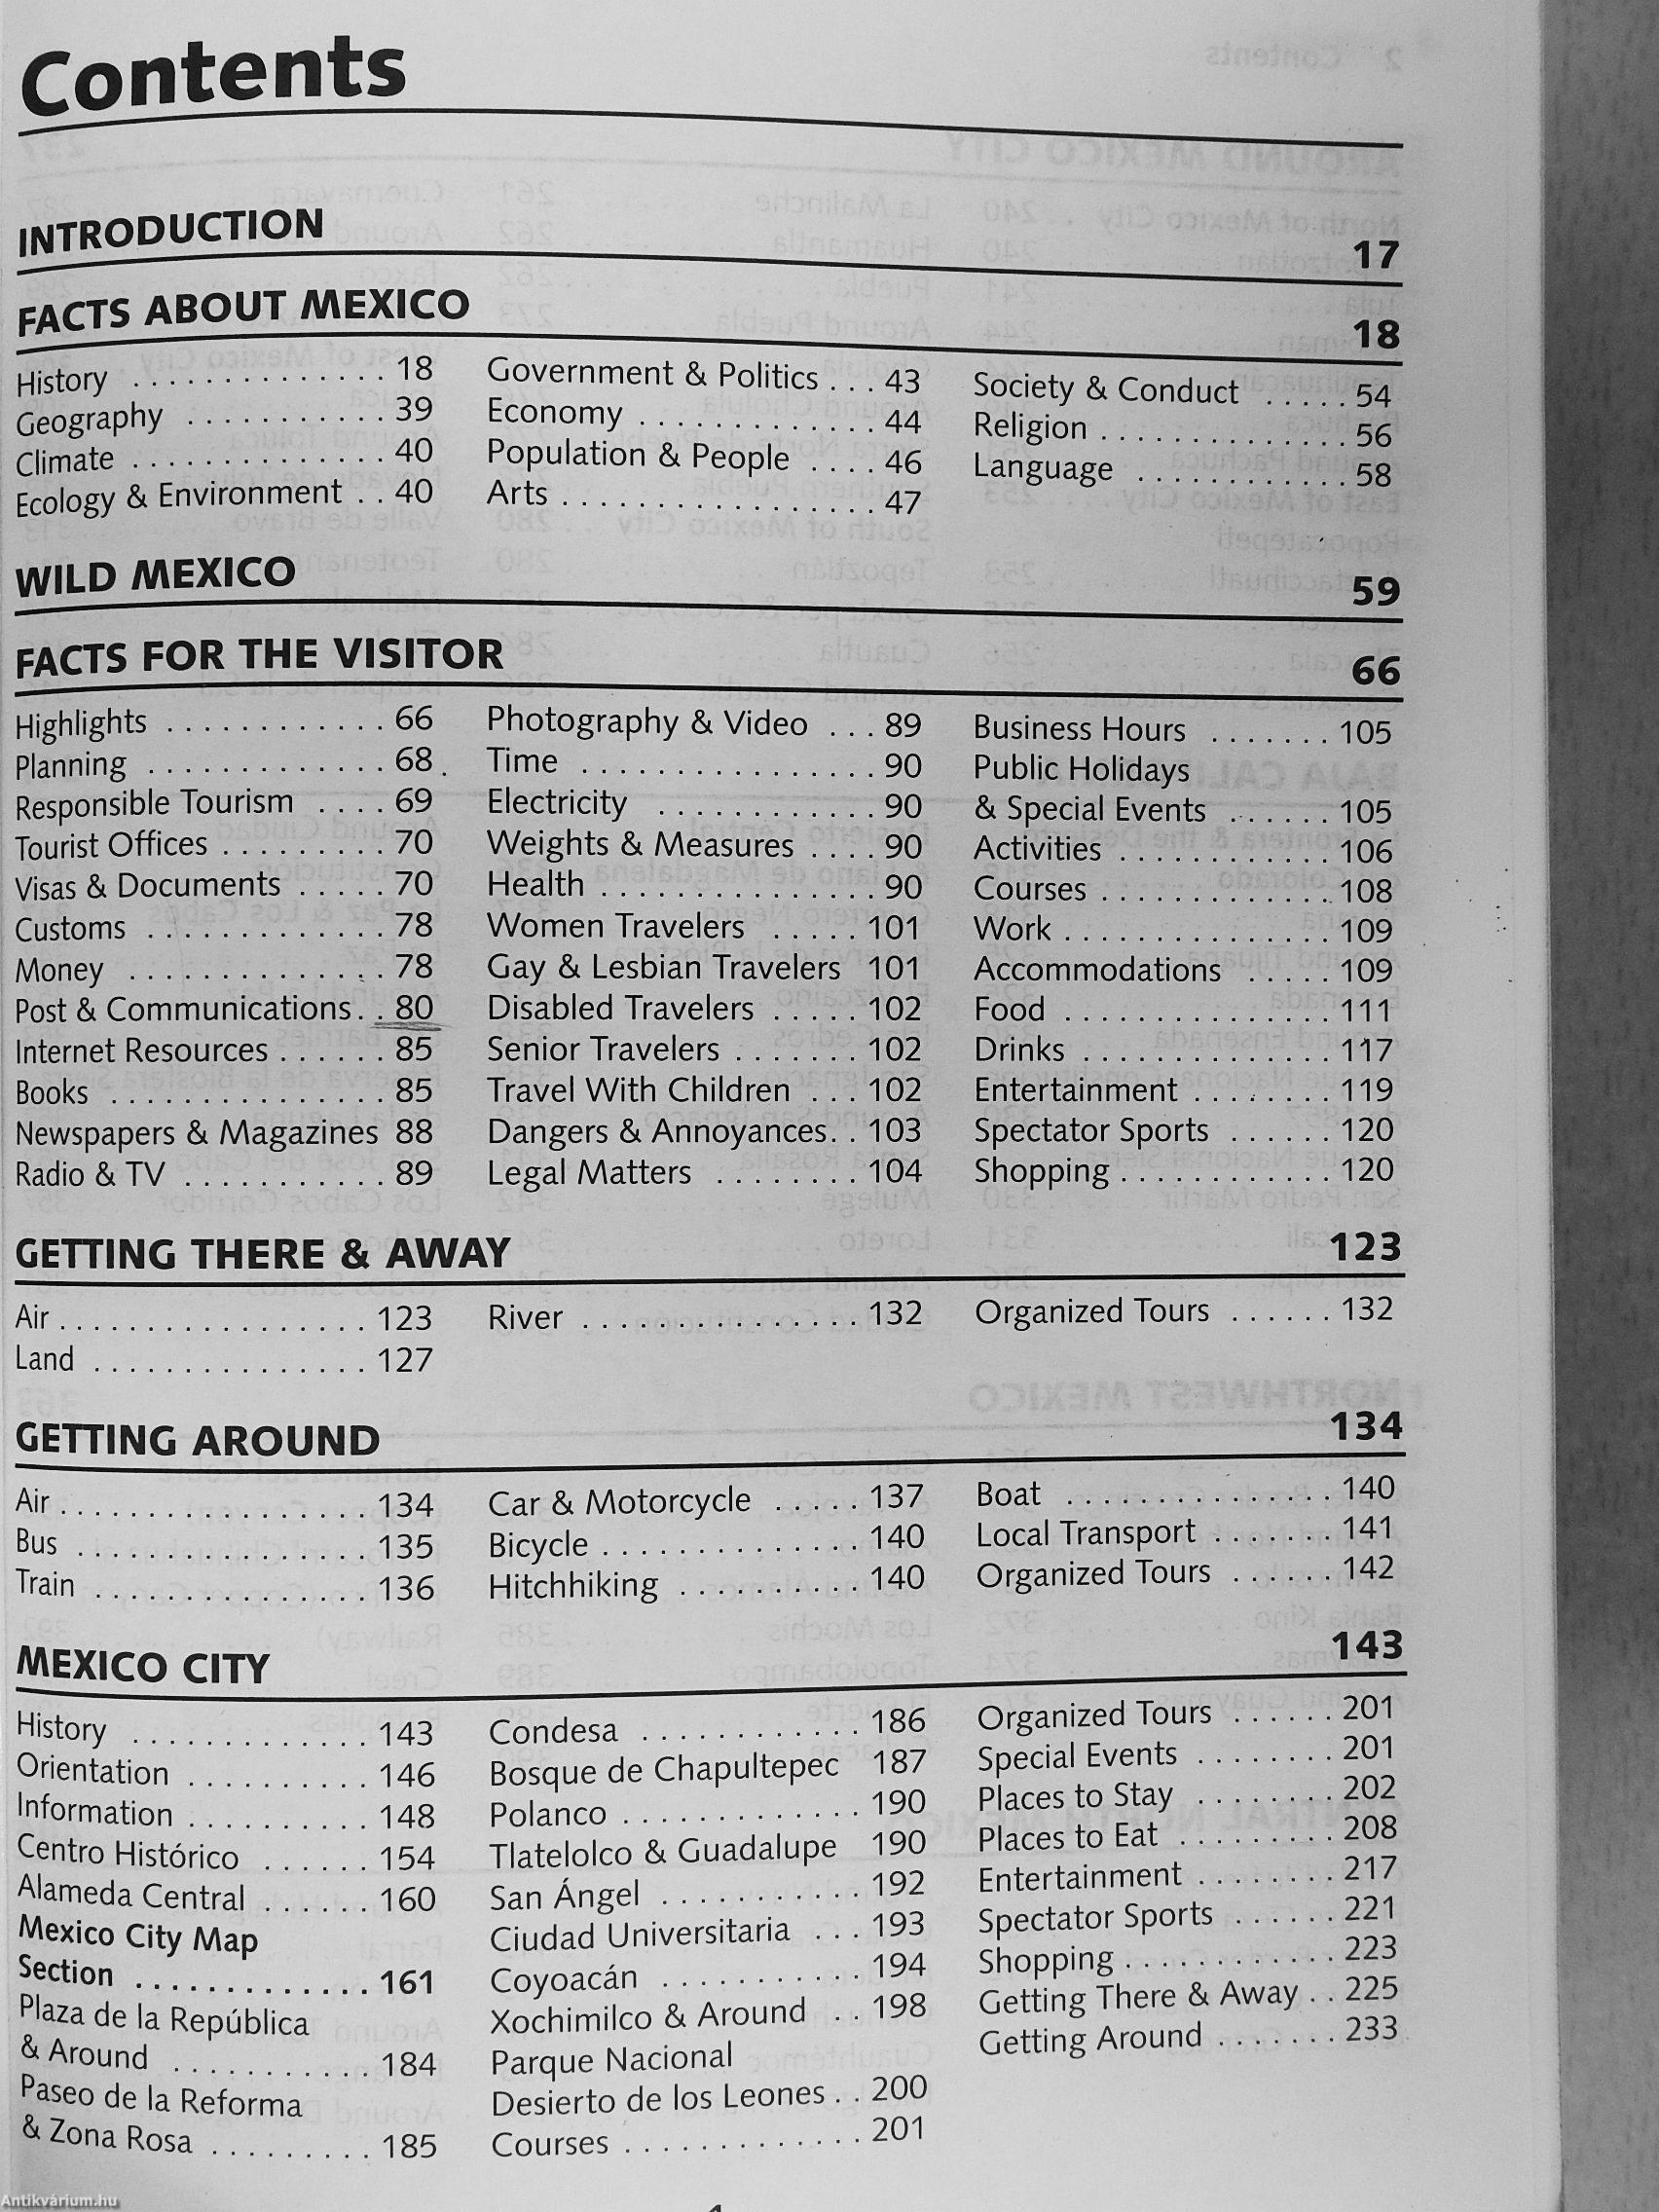 Contents
INTRODUCTION 17
FACTS ABOUT MEXICO 18
History . . . . . . . . . . . . . . 18
Geography . . . . . . . . . . . 39
Climate . . . . . . . . . . . . . . 40
Ecology & Environment . . 40
Government & Politics . . . 43
Economy . . . . . . . . . . . . . 44
Population & People . . . . 46
Arts . . . . . . . . . . . . . . . . . 47
Society & Conduct . . . . . 54
Religion . . . . . . . . . . . . . . 56
Language . . . . . . . . . . . . 58
WILD MEXICO 59
FACTS FOR THE VISITOR 66
Highlights . . . . . . . . . . . . 66
Planning . . . . . . . . . . . . . 68
Responsible Tourism . . . . 69
Tourist Offices . . . . . . . . . 70
Visas & Documents . . . . . 70
Customs . . . . . . . . . . . . . 78
Money . . . . . . . . . . . . . . 78
Post & Communications. . 80
Internet Resources . . . . . . 85
Books . . . . . . . . . . . . . . . 85
Newspapers & Magazines 88
Radio & TV . . . . . . . . . . . 89
Photography & Video . . . 89
Time . . . . . . . . . . . . . . . . 90
Electricity . . . . . . . . . . . . 90
Weights & Measures . . . . 90
Health . . . . . . . . . . . . . . . 90
Women Travelers . . . . . 101
Gay & Lesbian Travelers 101
Disabled Travelers . . . . . 102
Senior Travelers . . . . . . . 102
Travel With Children . . . 102
Dangers & Annoyances. . 103
Legal Matters . . . . . . . . 104
Business Hours . . . . . . . 105
Public Holidays
& Special Events . . . . . . 105
Activities . . . . . . . . . . . . 106
Courses . . . . . . . . . . . . . 108
Work . . . . . . . . . . . . . . . 109
Accommodations . . . . . 109
Food . . . . . . . . . . . . . . . 111
Drinks . . . . . . . . . . . . . . 117
Entertainment . . . . . . . . 119
Spectator Sports . . . . . . 120
Shopping . . . . . . . . . . . . 120
GETTING THERE & AWAY 123
Air . . . . . . . . . . . . . . . . . 123
Land . . . . . . . . . . . . . . . 127
River . . . . . . . . . . . . . . . 132
Organized Tours . . . . . . 132
GETTING AROUND 134
Air . . . . . . . . . . . . . . . . . 134
Bus . . . . . . . . . . . . . . . . 135
Train . . . . . . . . . . . . . . . 136
Car & Motorcycle . . . . . 137
Bicycle . . . . . . . . . . . . . . 140
Hitchhiking . . . . . . . . . . 140
Boat . . . . . . . . . . . . . . . 140
Local Transport . . . . . . . 141
Organized Tours . . . . . . 142
MEXICO CITY 143
History . . . . . . . . . . . . . 143
Orientation . . . . . . . . . . 146
Information . . . . . . . . . . 148
Centro Histórico . . . . . . 154
Alameda Central . . . . . . 160
Mexico City Map
Section . . . . . . . . . . . . . 161
Plaza de la República
& Around . . . . . . . . . . . 184
Paseo de la Reforma
& Zona Rosa . . . . . . . . . 185
Condesa . . . . . . . . . . . . 186
Bosque de Chapultepec 187
Polanco . . . . . . . . . . . . . 190
Tlatelolco & Guadalupe 190
San Ángel . . . . . . . . . . . 192
Ciudad Universitaria . . . 193
Coyoacán . . . . . . . . . . . 194
Xochimilco & Around . . 198
Parque Nacional
Desierto de los Leones . . 200
Courses . . . . . . . . . . . . . 201
Organized Tours . . . . . . 201
Special Events . . . . . . . . 201
Places to Stay . . . . . . . . 202
Places to Eat . . . . . . . . . 208
Entertainment . . . . . . . . 217
Spectator Sports . . . . . . 221
Shopping . . . . . . . . . . . . 223
Getting There & Away . . 225
Getting Around . . . . . . . 233
Antikvárium.hu